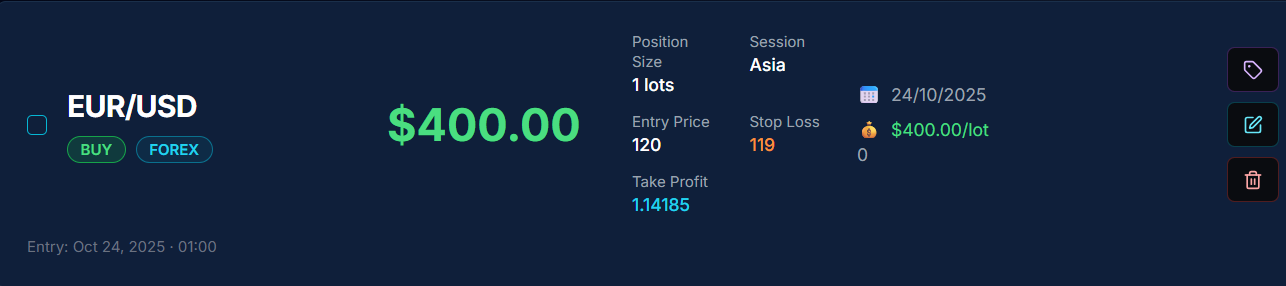 EUR/USD
BUY
FOREX
$400.00
Position
Size
1 lots
Session
Asia
Entry Price
120
Stop Loss
119
Take Profit
1.14185
24/10/2025
$400.00/lot
0
Entry: Oct 24, 2025 · 01:00